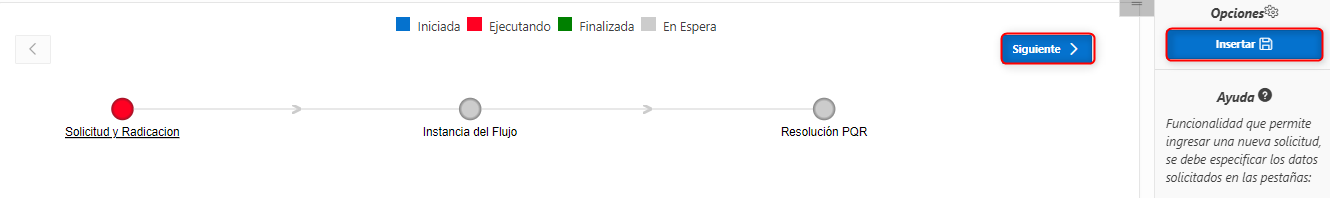 Iniciada Ejecutando Finalizada En Espera
Siguiente
Solicitud y Radicacion
Instancia del Flujo
Resolución PQR
Opciones
Insertar
Ayuda
Funcionalidad que permite
ingresar una nueva solicitud,
se debe especificar los datos
solicitados en las pestañas: